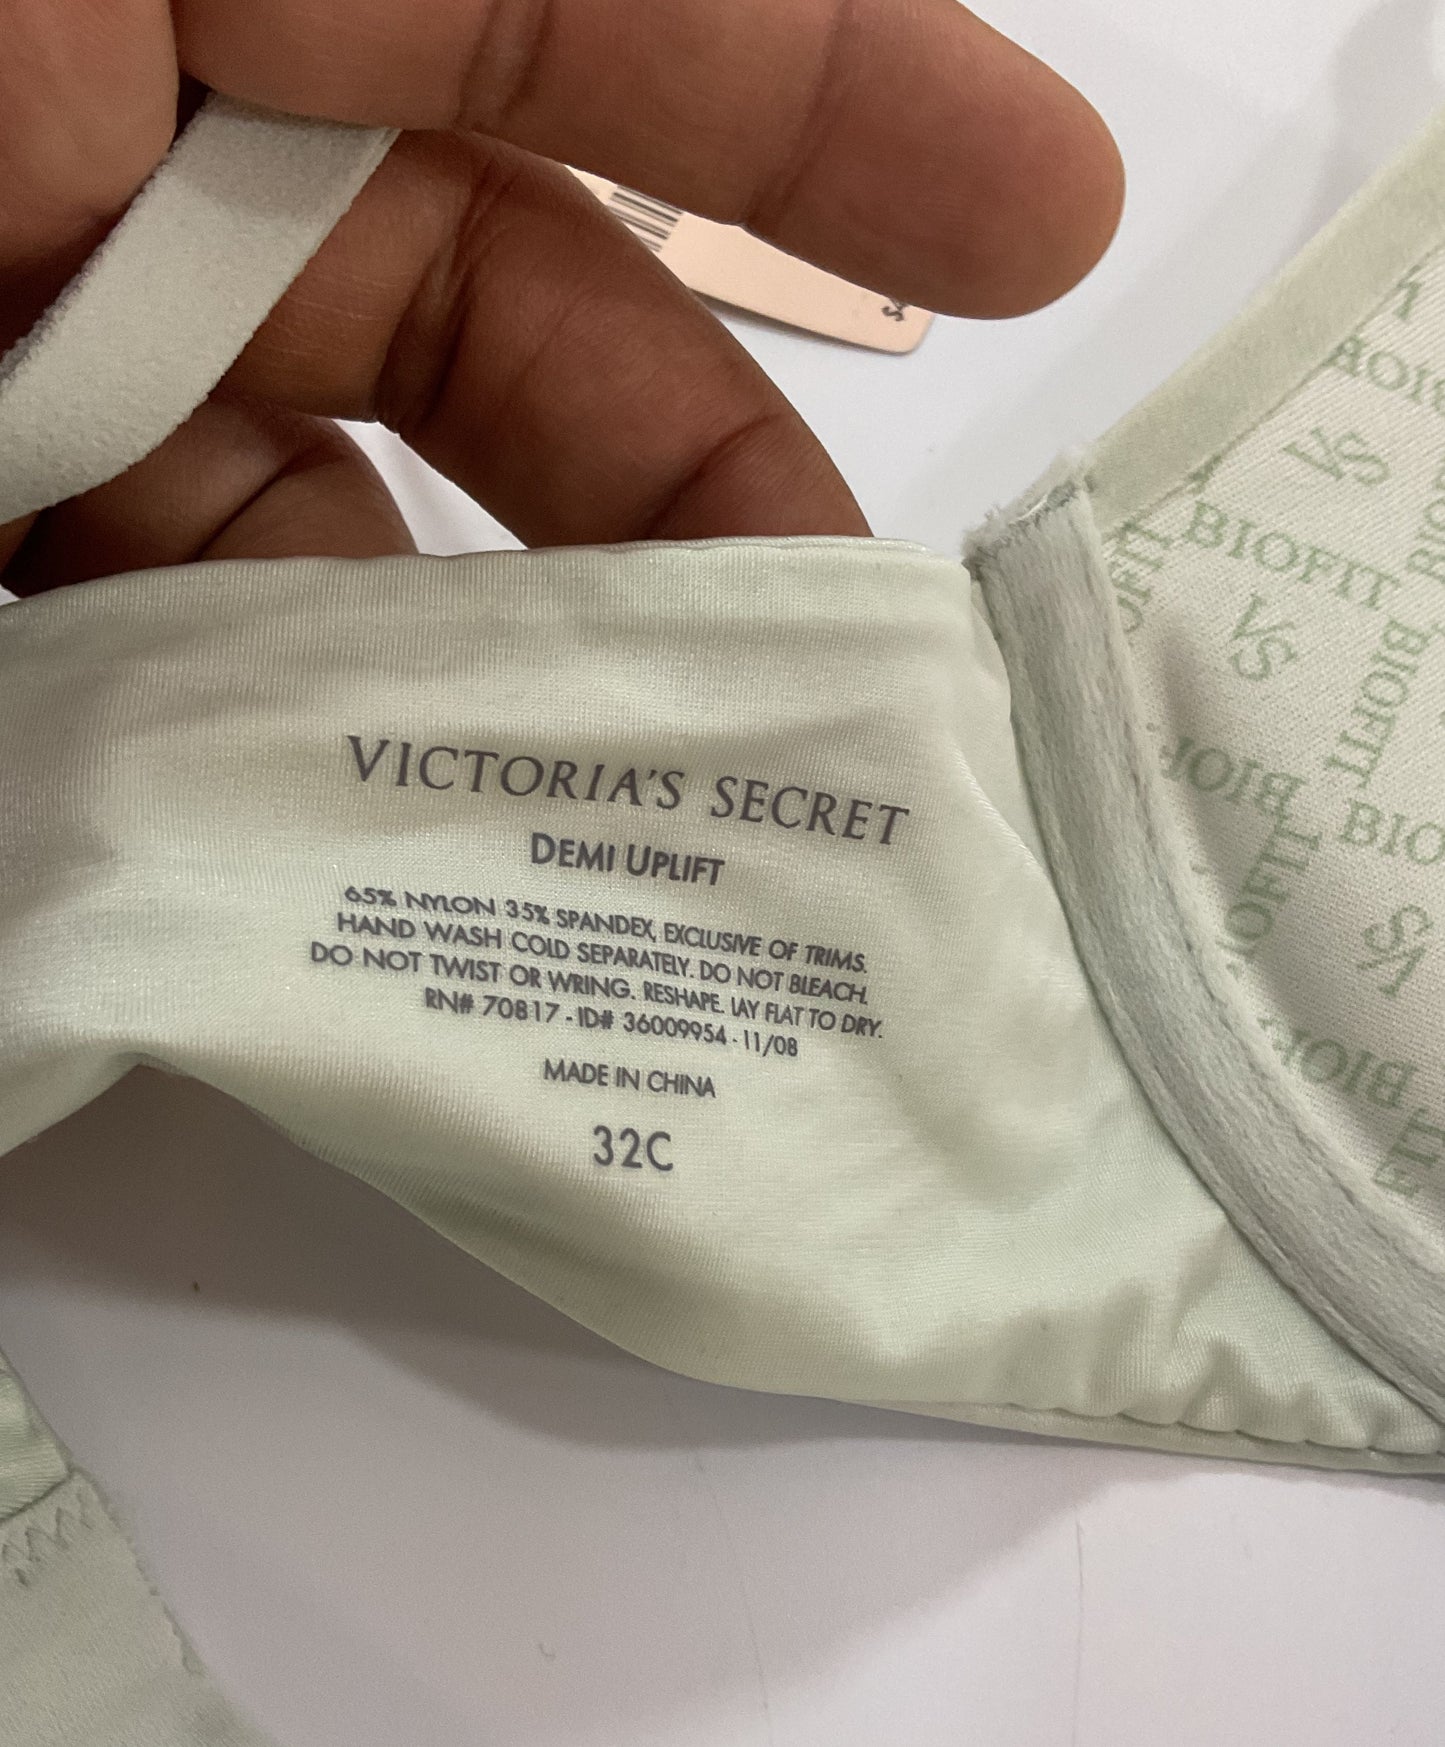 VICTORIA'S SECRET
DEMI UPLIFT
65% NYLON 35% SPANDEX, EXCLUSIVE OF TRIMS.
HAND WASH COLD SEPARATELY. DO NOT BLEACH.
DO NOT TWIST OR WRING. RESHAPE. LAY FLAT TO DRY.
RN# 70817 - ID# 36009954 - 11/08
MADE IN CHINA
32C
VS
BIOFIT
VS
BIOFIT
VS